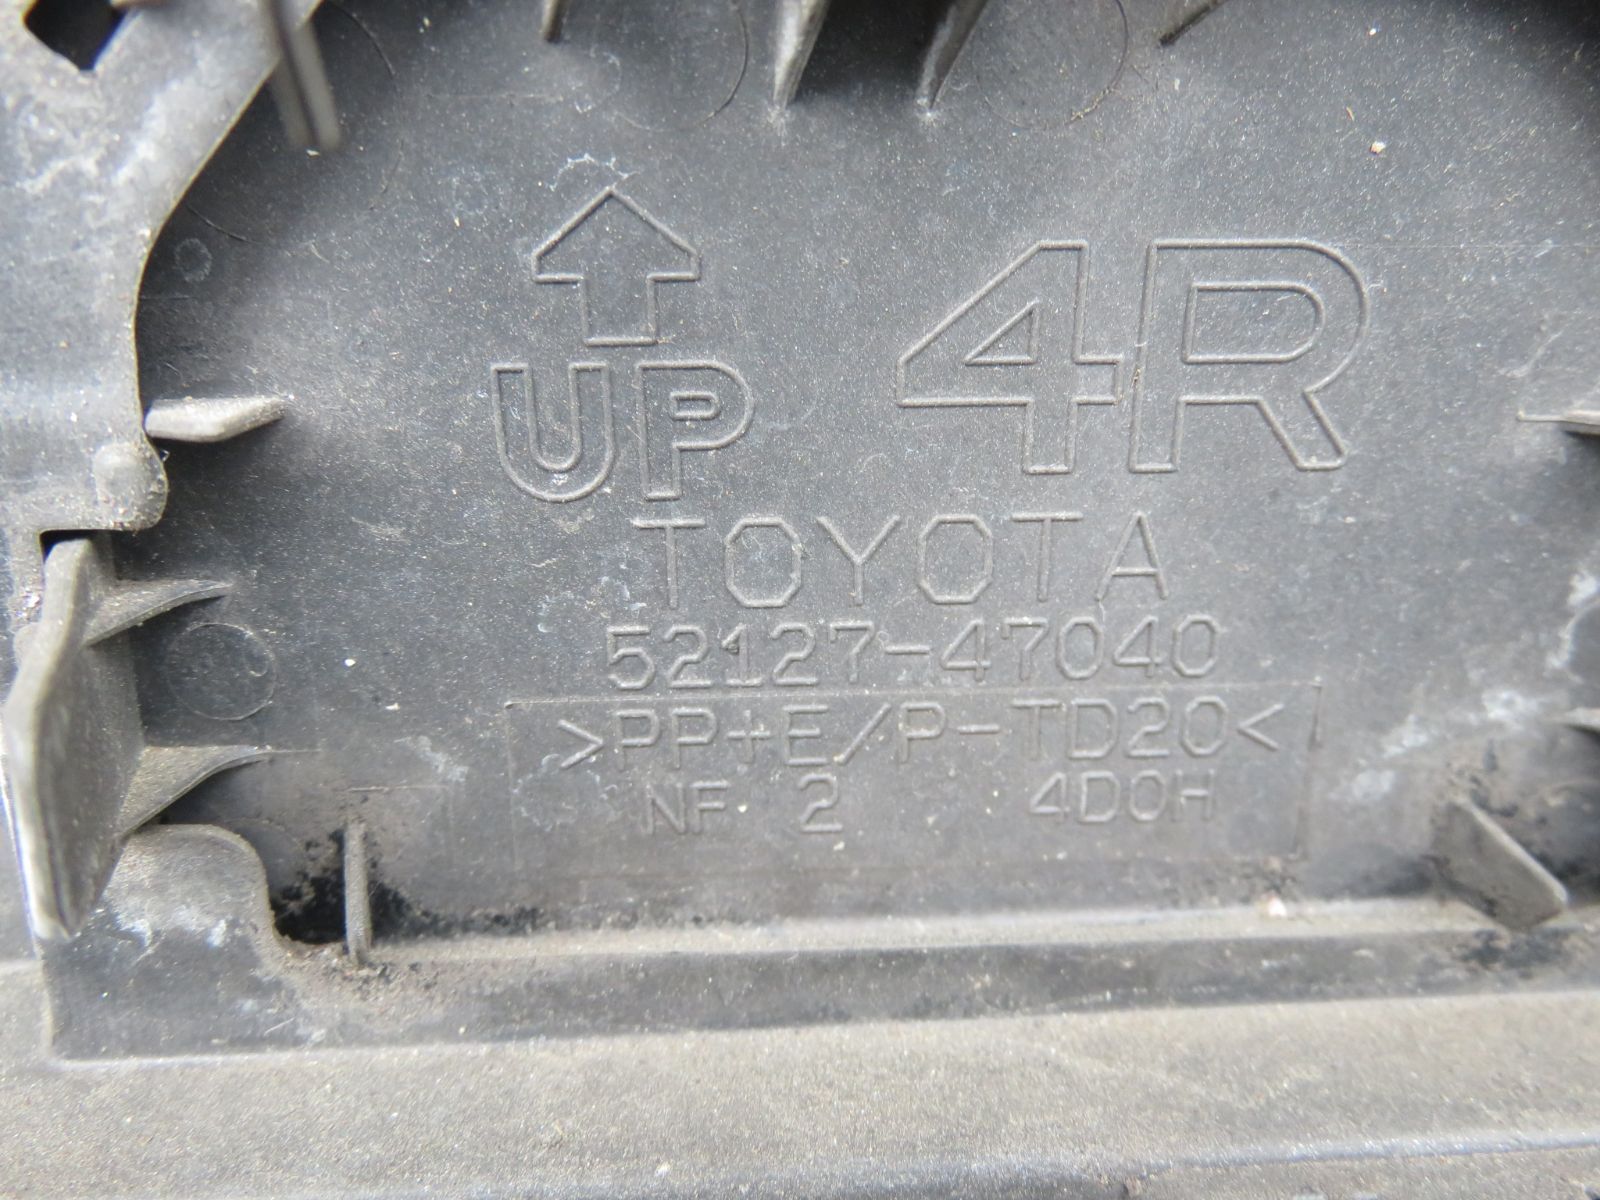 UP 4R
TOYOTA
52127-47040
>PP+E/P-TD20<
NF 2 4D0H